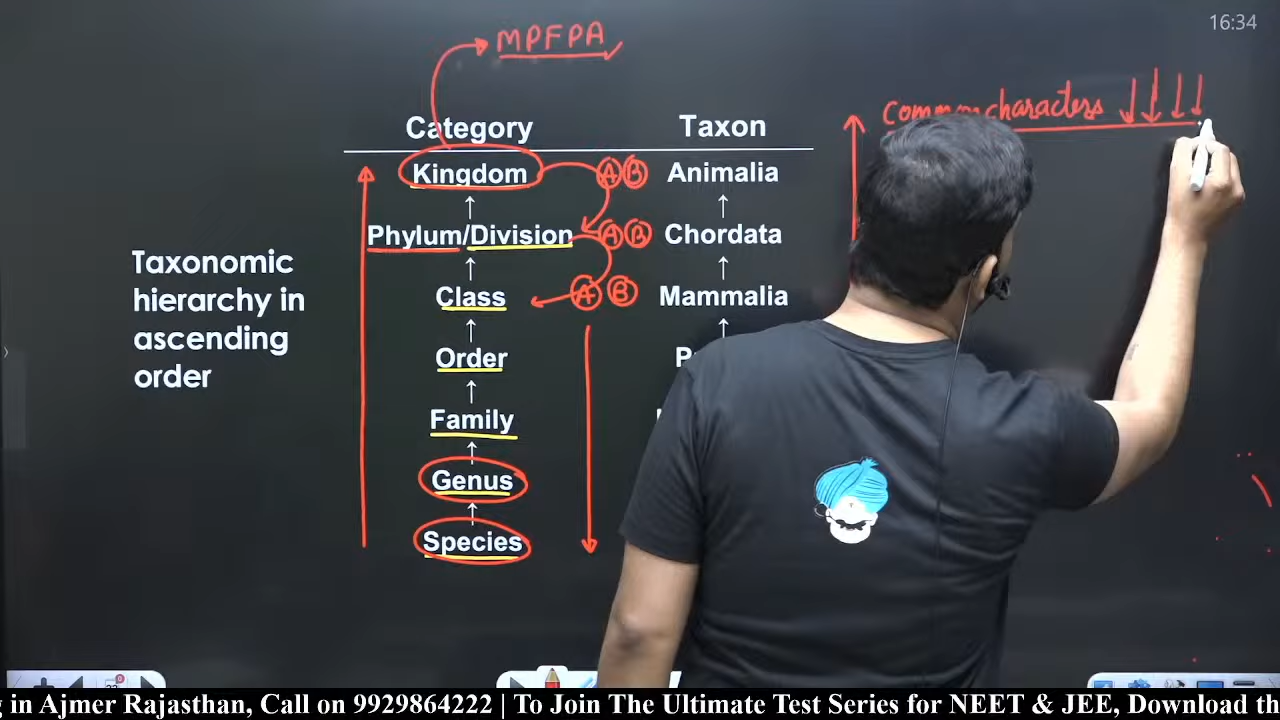 16:34
MPFPA
Common characters ↓ ↓ ↓ ↓
Category Taxon
Kingdom A B Animalia
↑ ↑
Phylum/Division A B Chordata
↑ ↑
Class A B Mammalia
↑ ↑
Order
↑
Family
↑
Genus
↑
Species
Taxonomic
hierarchy in
ascending
order
in Ajmer Rajasthan, Call on 9929864222 | To Join The Ultimate Test Series for NEET & JEE, Download